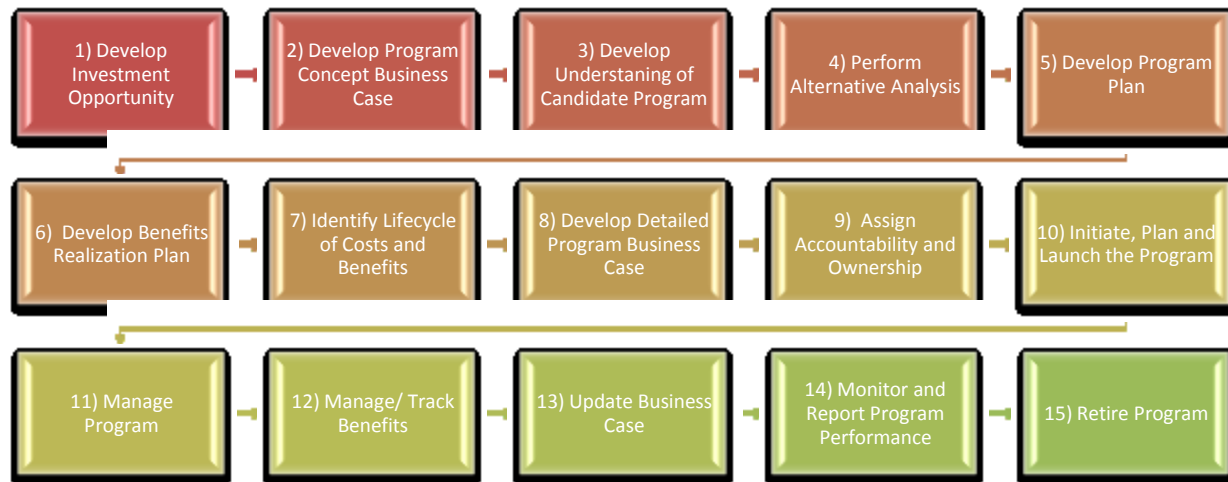 1) Develop
Investment
Opportunity
2) Develop Program
Concept Business
Case
3) Develop
Understaning of
Candidate Program
4) Perform
Alternative Analysis
5) Develop Program
Plan
6) Develop Benefits
Realization Plan
7) Identify Lifecycle
of Costs and
Benefits
8) Develop Detailed
Program Business
Case
9) Assign
Accountability and
Ownership
10) Initiate, Plan and
Launch the Program
11) Manage
Program
12) Manage/ Track
Benefits
13) Update Business
Case
14) Monitor and
Report Program
Performance
15) Retire Program